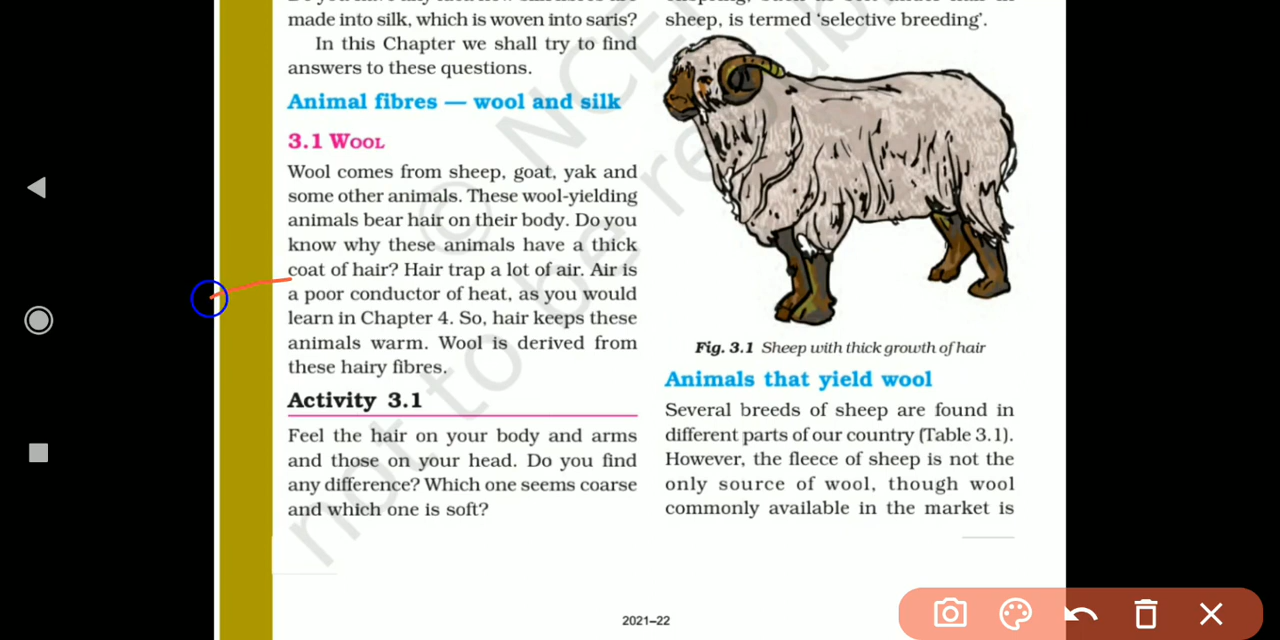 made into silk, which is woven into saris?
In this Chapter we shall try to find
answers to these questions.
Animal fibres — wool and silk
3.1 WOOL
Wool comes from sheep, goat, yak and
some other animals. These wool-yielding
animals bear hair on their body. Do you
know why these animals have a thick
coat of hair? Hair trap a lot of air. Air is
a poor conductor of heat, as you would
learn in Chapter 4. So, hair keeps these
animals warm. Wool is derived from
these hairy fibres.
Activity 3.1
Feel the hair on your body and arms
and those on your head. Do you find
any difference? Which one seems coarse
and which one is soft?
sheep, is termed ‘selective breeding’.
Fig. 3.1 Sheep with thick growth of hair
Animals that yield wool
Several breeds of sheep are found in
different parts of our country (Table 3.1).
However, the fleece of sheep is not the
only source of wool, though wool
commonly available in the market is
2021–22
not to be repub
© NCE